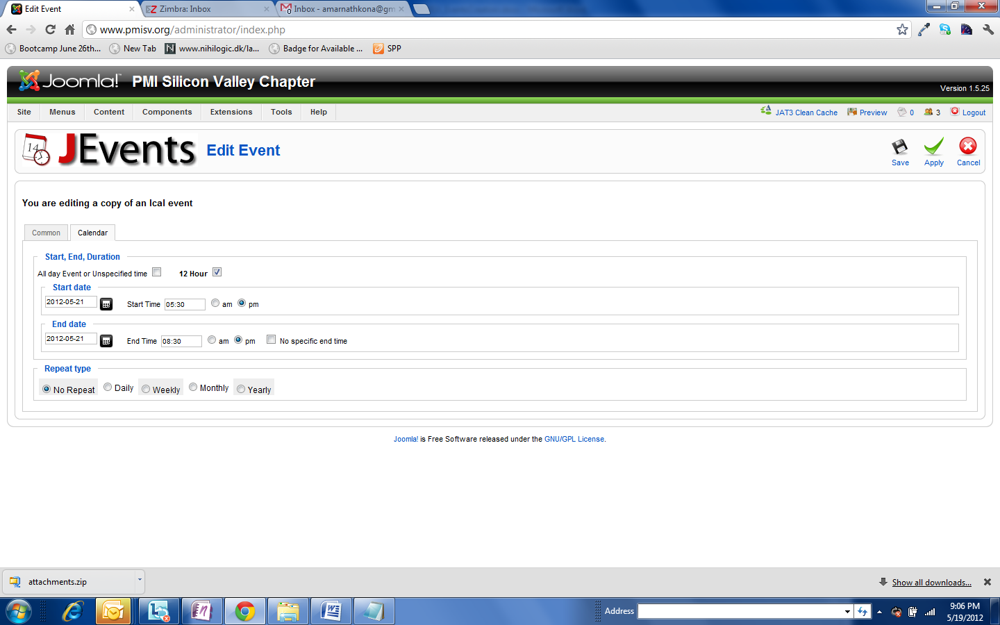 Edit Event
Zimbra: Inbox
Inbox - amarnathkona@gm
www.pmisv.org/administrator/index.php
Bootcamp June 26th...
New Tab
www.nihilogic.dk/la...
Badge for Available ...
SPP
Joomla!™ PMI Silicon Valley Chapter
Version 1.5.25
Site Menus Content Components Extensions Tools Help
JAT3 Clean Cache Preview 0 3 Logout
14 JEvents Edit Event
Save Apply Cancel
You are editing a copy of an Ical event
Common Calendar
Start, End, Duration
All day Event or Unspecified time 12 Hour
Start date
2012-05-21 Start Time 05:30 am pm
End date
2012-05-21 End Time 08:30 am pm No specific end time
Repeat type
No Repeat Daily Weekly Monthly Yearly
Joomla! is Free Software released under the GNU/GPL License.
attachments.zip
Show all downloads...
Address
9:06 PM
5/19/2012